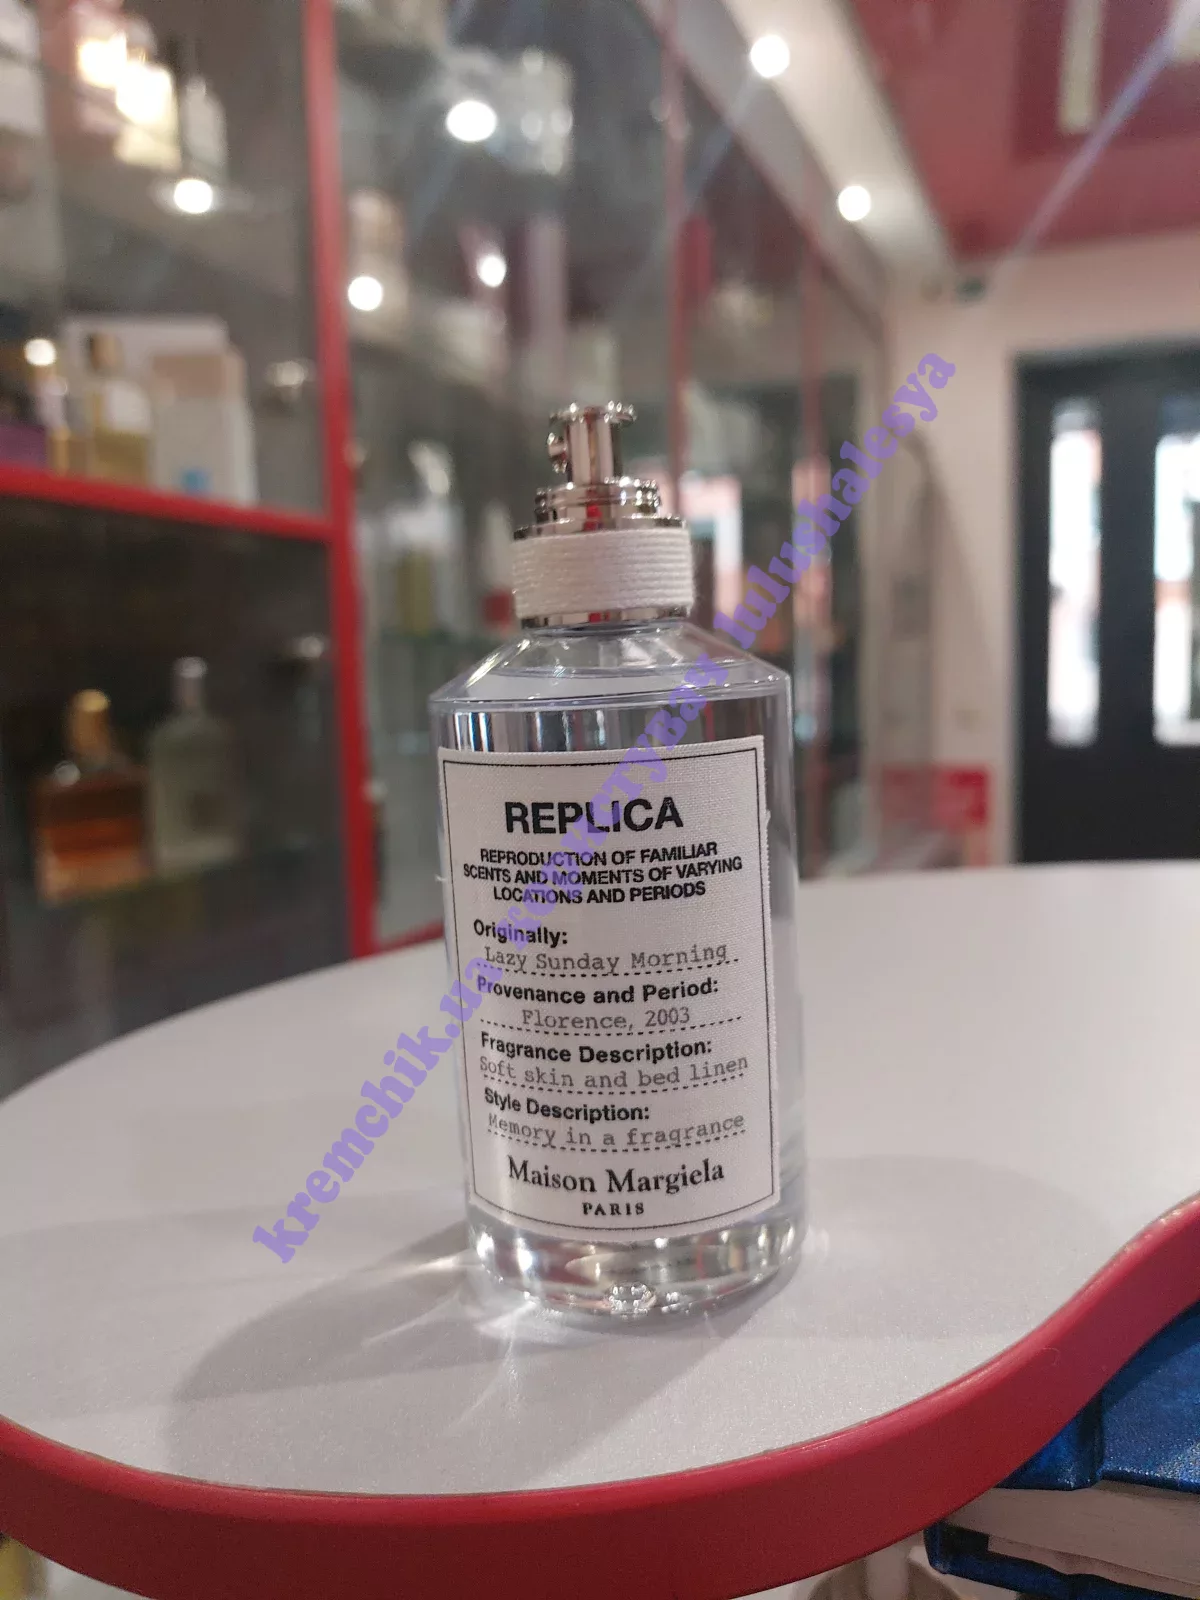 REPLICA
REPRODUCTION OF FAMILIAR
SCENTS AND MOMENTS OF VARYING
LOCATIONS AND PERIODS
Originally:
Lazy Sunday Morning
Provenance and Period:
Florence, 2003
Fragrance Description:
Soft skin and bed linen
Style Description:
Memory in a fragrance
Maison Margiela
PARIS
kremchik.ua lulushalesya